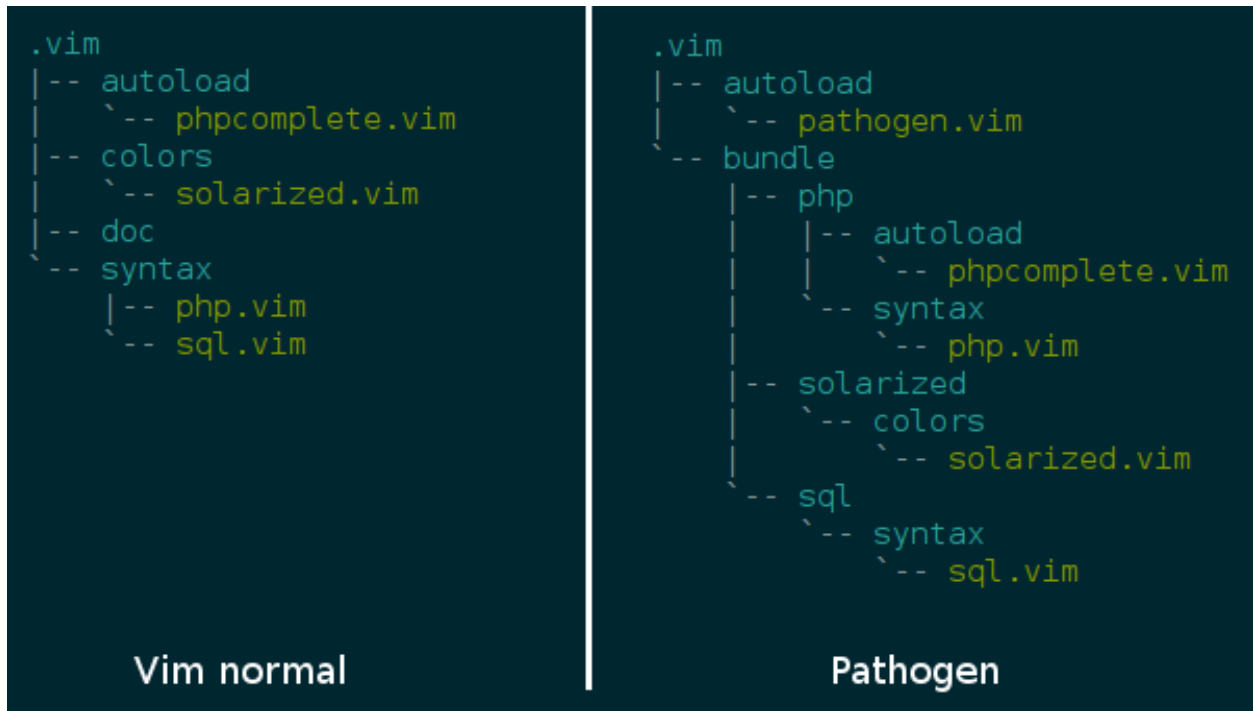 .vim
|-- autoload
|   `-- phpcomplete.vim
|-- colors
|   `-- solarized.vim
|-- doc
`-- syntax
    |-- php.vim
    `-- sql.vim
Vim normal
.vim
|-- autoload
|   `-- pathogen.vim
`-- bundle
    |-- php
    |   |-- autoload
    |   |   `-- phpcomplete.vim
    |   `-- syntax
    |       `-- php.vim
    |-- solarized
    |   `-- colors
    |       `-- solarized.vim
    `-- sql
        `-- syntax
            `-- sql.vim
Pathogen